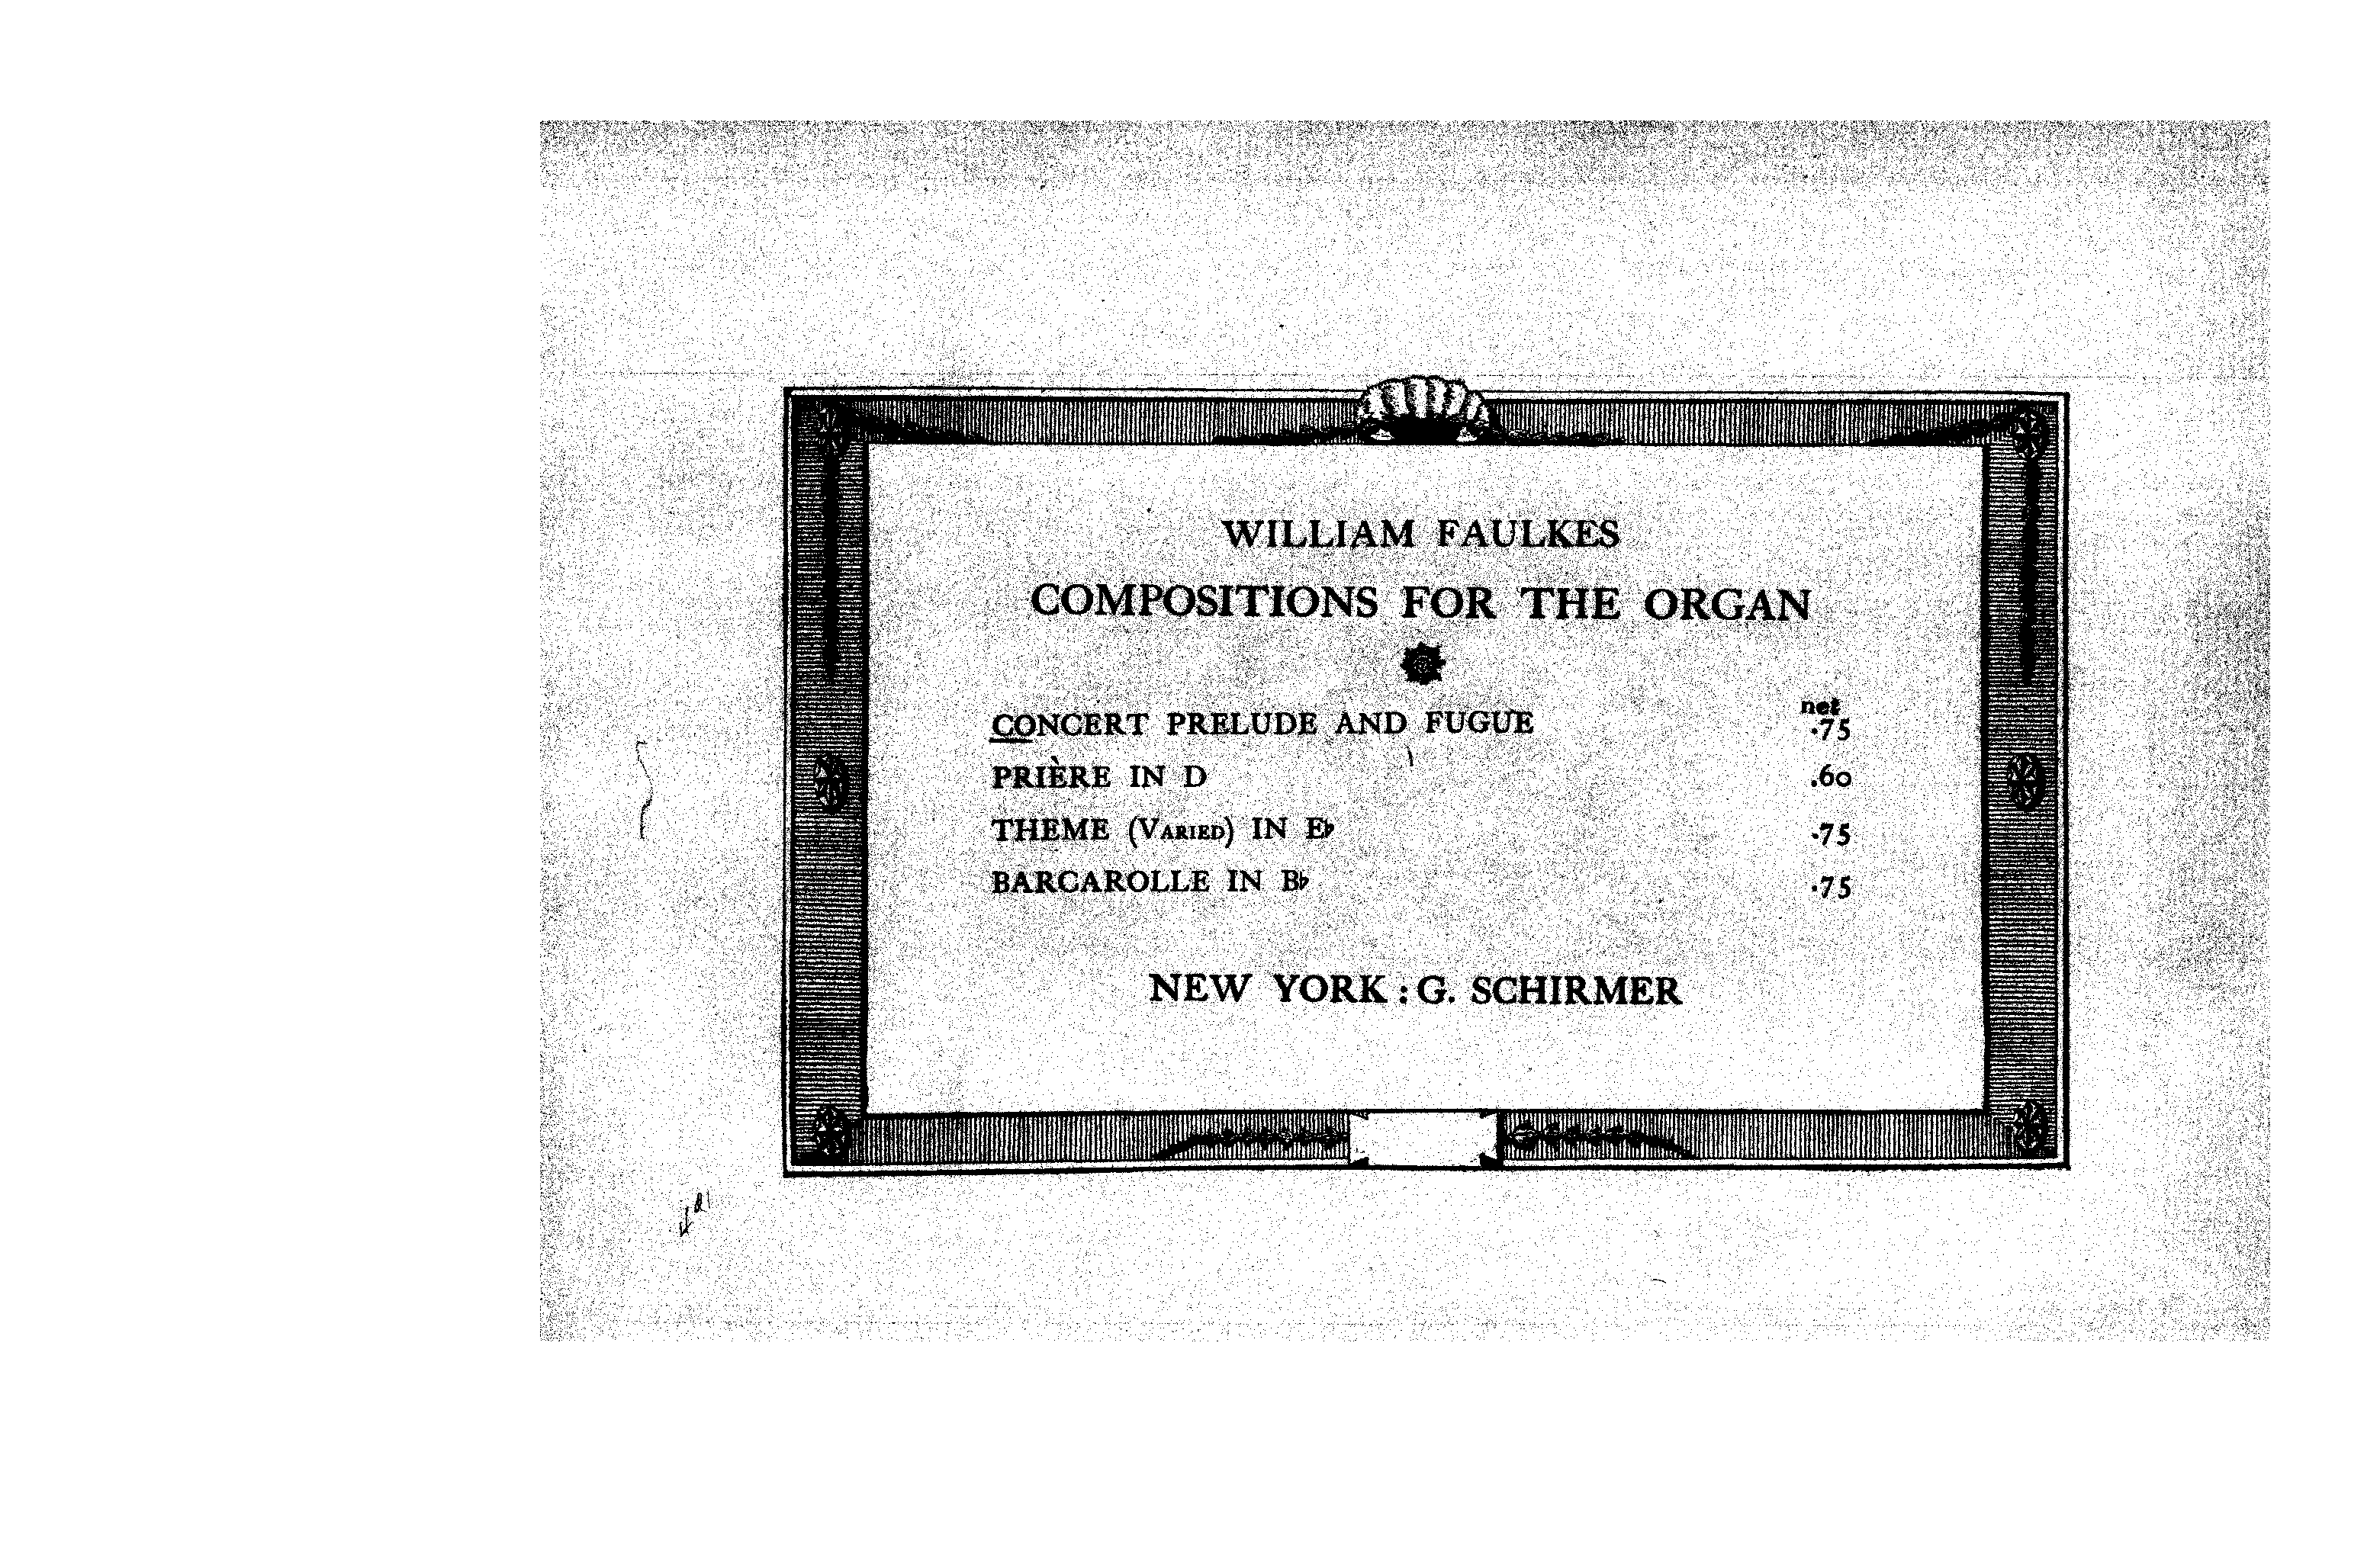 WILLIAM FAULKES
COMPOSITIONS FOR THE ORGAN
net
CONCERT PRELUDE AND FUGUE .75
PRIÈRE IN D .60
THEME (VARIED) IN E♭ .75
BARCAROLLE IN B♭ .75
NEW YORK : G. SCHIRMER